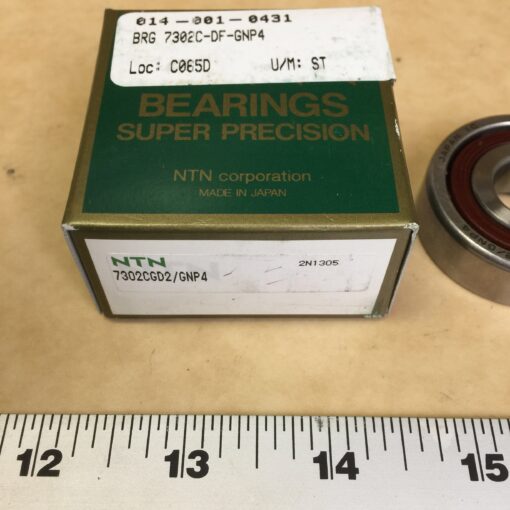 014-001-0431
BRG 7302C-DF-GNP4
Loc: C065D U/M: ST
BEARINGS
SUPER PRECISION
NTN corporation
MADE IN JAPAN
NTN 2N1305
7302CGD2/GNP4
JAPAN
12 13 14 15